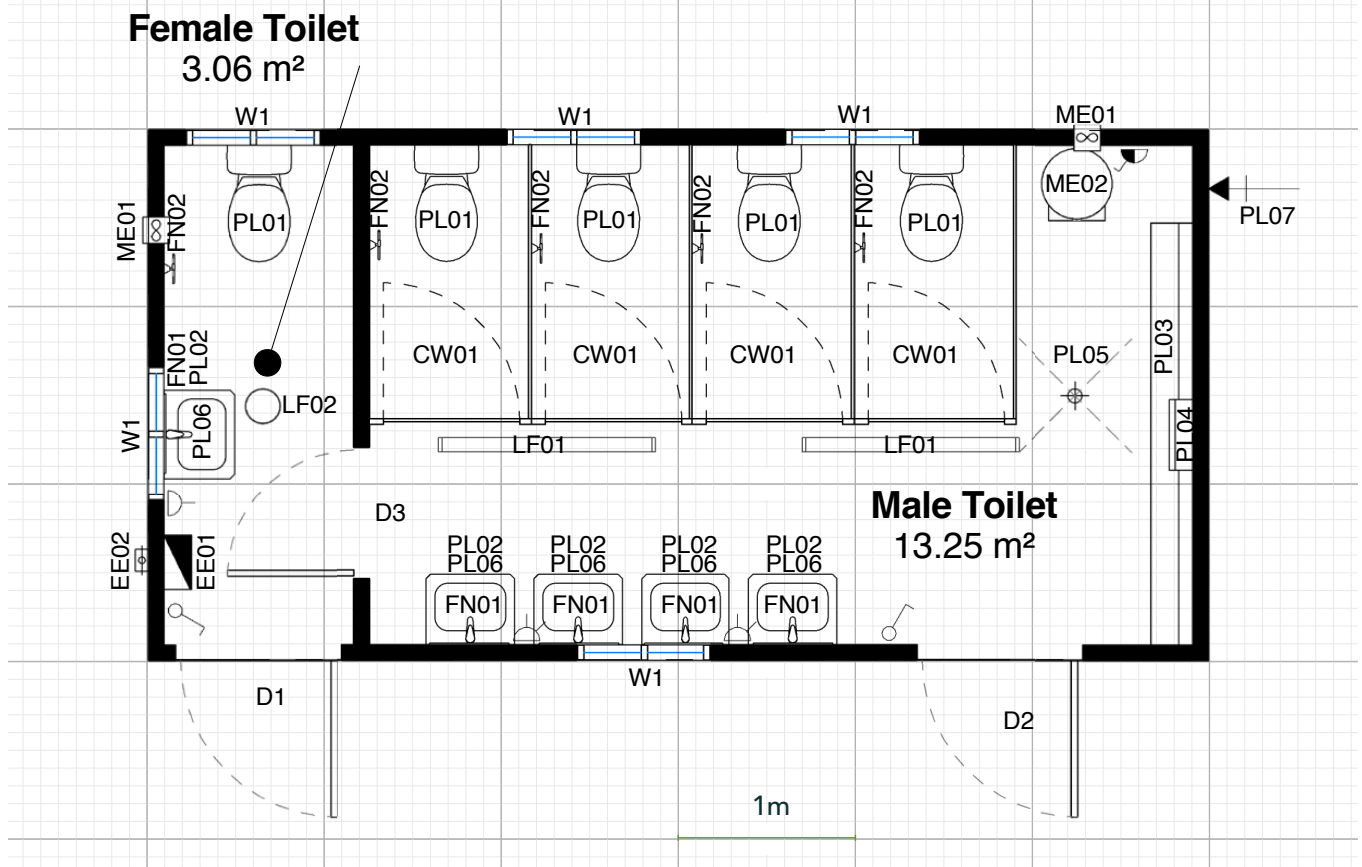 Female Toilet
3.06 m²
W1
W1
W1
ME01
ME01
FN02
PL01
FN02
PL01
FN02
PL01
FN02
PL01
FN02
PL01
ME02
PL07
FN01
PL02
CW01
CW01
CW01
CW01
PL05
PL03
W1
PL06
LF02
LF01
LF01
PL04
D3
Male Toilet
13.25 m²
EE02
EE01
PL02
PL06
FN01
PL02
PL06
FN01
PL02
PL06
FN01
PL02
PL06
FN01
W1
D1
D2
1m